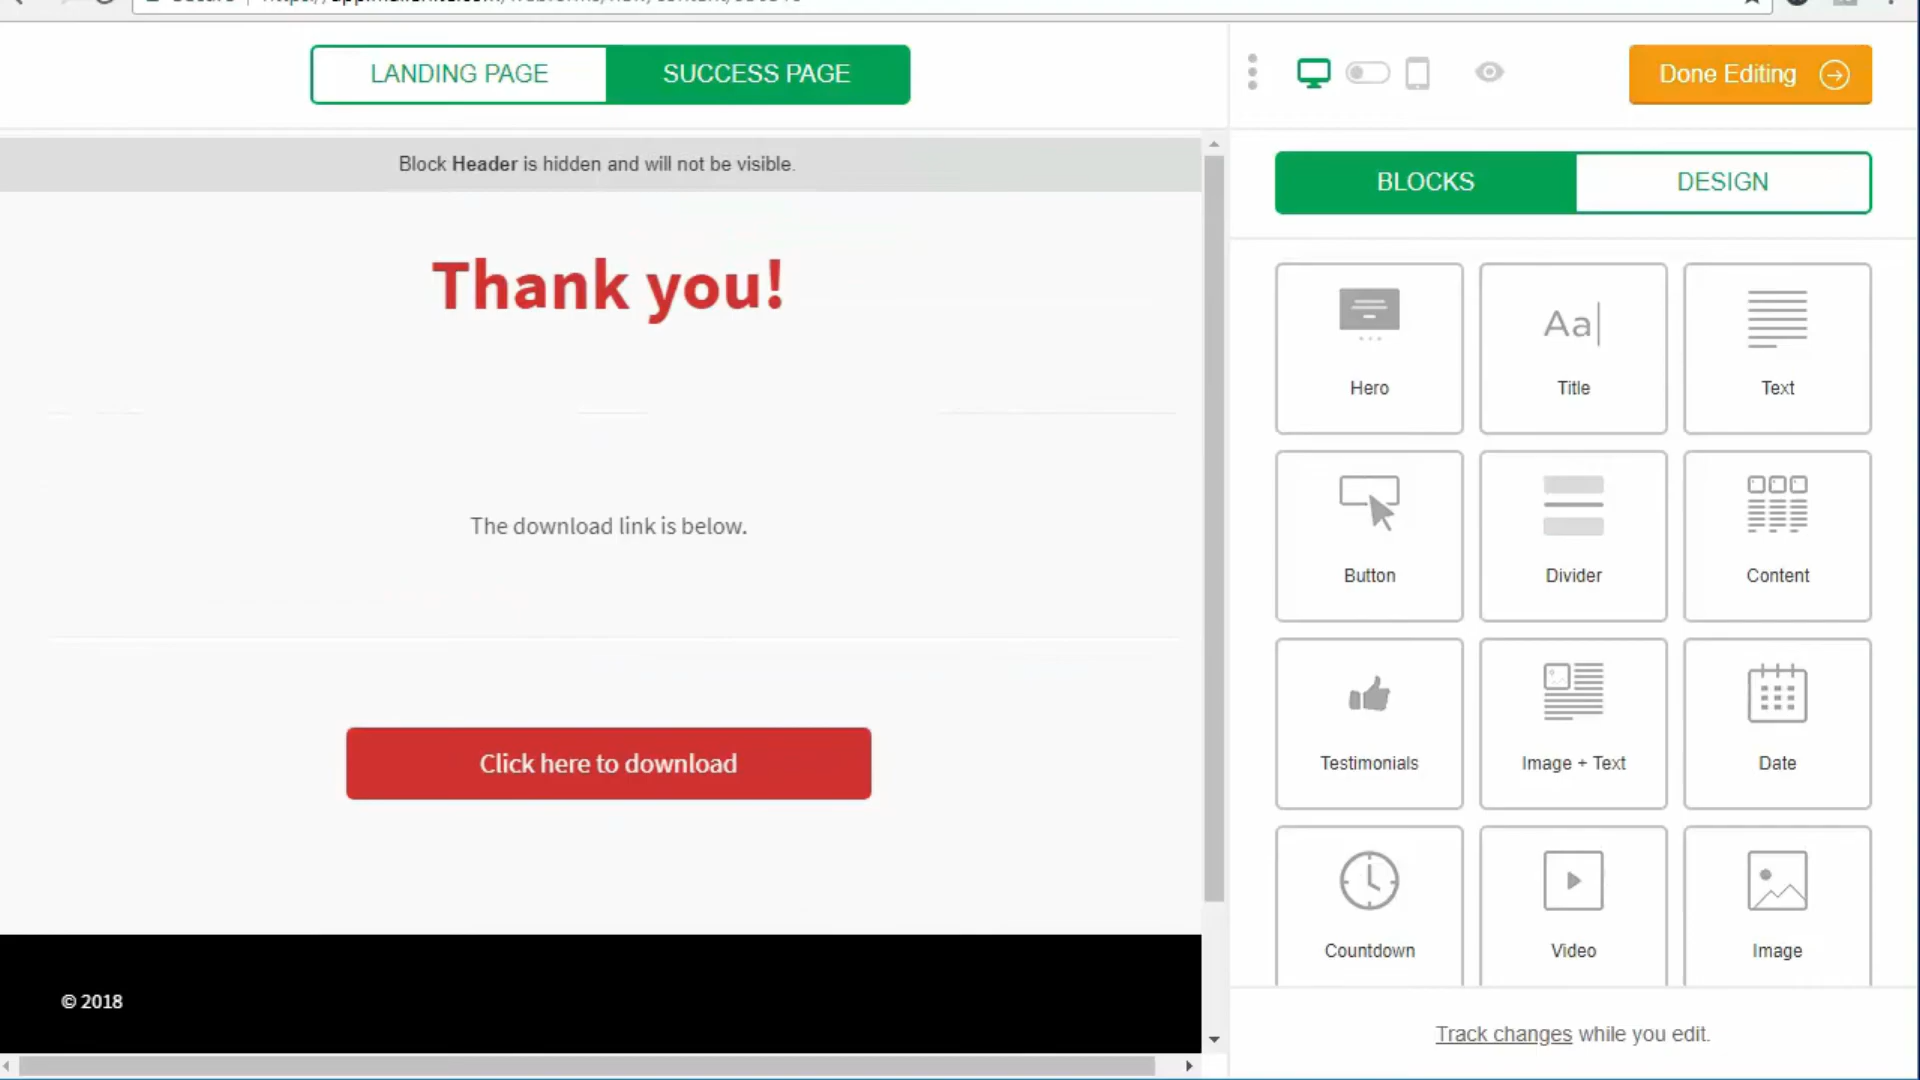 LANDING PAGE
SUCCESS PAGE
Done Editing
Block Header is hidden and will not be visible.
BLOCKS
DESIGN
Thank you!
Hero
Title
Aa
Text
The download link is below.
Button
Divider
Content
Click here to download
Testimonials
Image + Text
Date
Countdown
Video
Image
© 2018
Track changes while you edit.